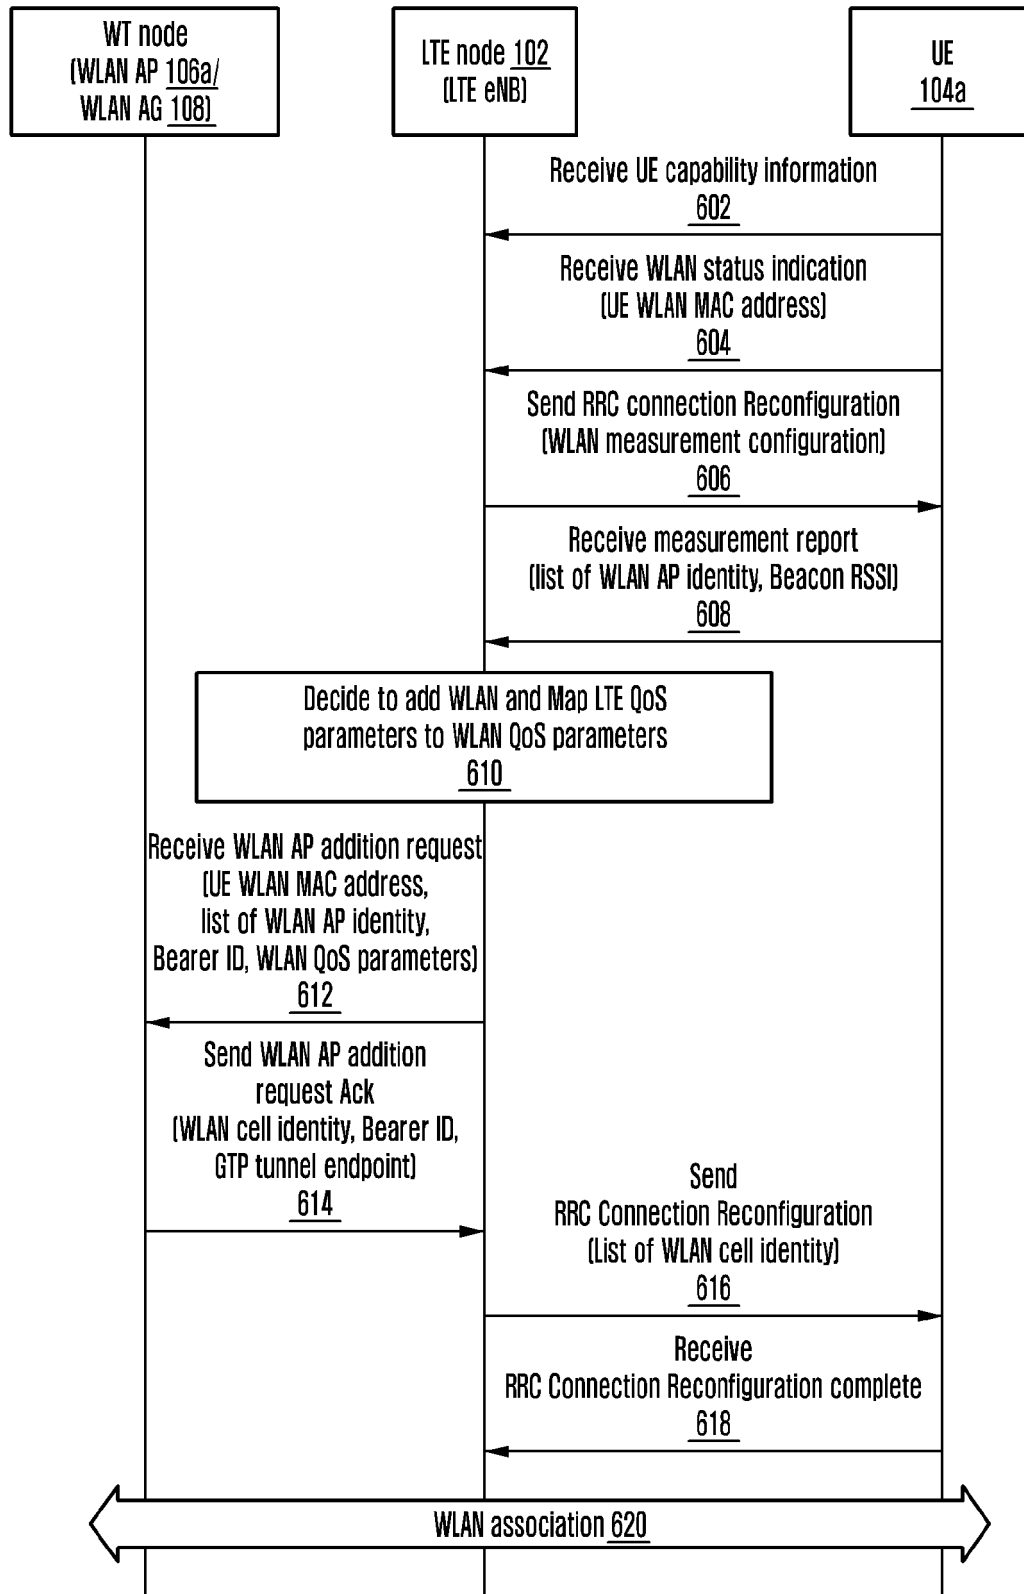 WT node
(WLAN AP 106a/
WLAN AG 108)
LTE node 102
(LTE eNB)
UE
104a
Receive UE capability information
602
Receive WLAN status indication
(UE WLAN MAC address)
604
Send RRC connection Reconfiguration
(WLAN measurement configuration)
606
Receive measurement report
(list of WLAN AP identity, Beacon RSSI)
608
Decide to add WLAN and Map LTE QoS
parameters to WLAN QoS parameters
610
Receive WLAN AP addition request
(UE WLAN MAC address,
list of WLAN AP identity,
Bearer ID, WLAN QoS parameters)
612
Send WLAN AP addition
request Ack
(WLAN cell identity, Bearer ID,
GTP tunnel endpoint)
614
Send
RRC Connection Reconfiguration
(List of WLAN cell identity)
616
Receive
RRC Connection Reconfiguration complete
618
WLAN association 620